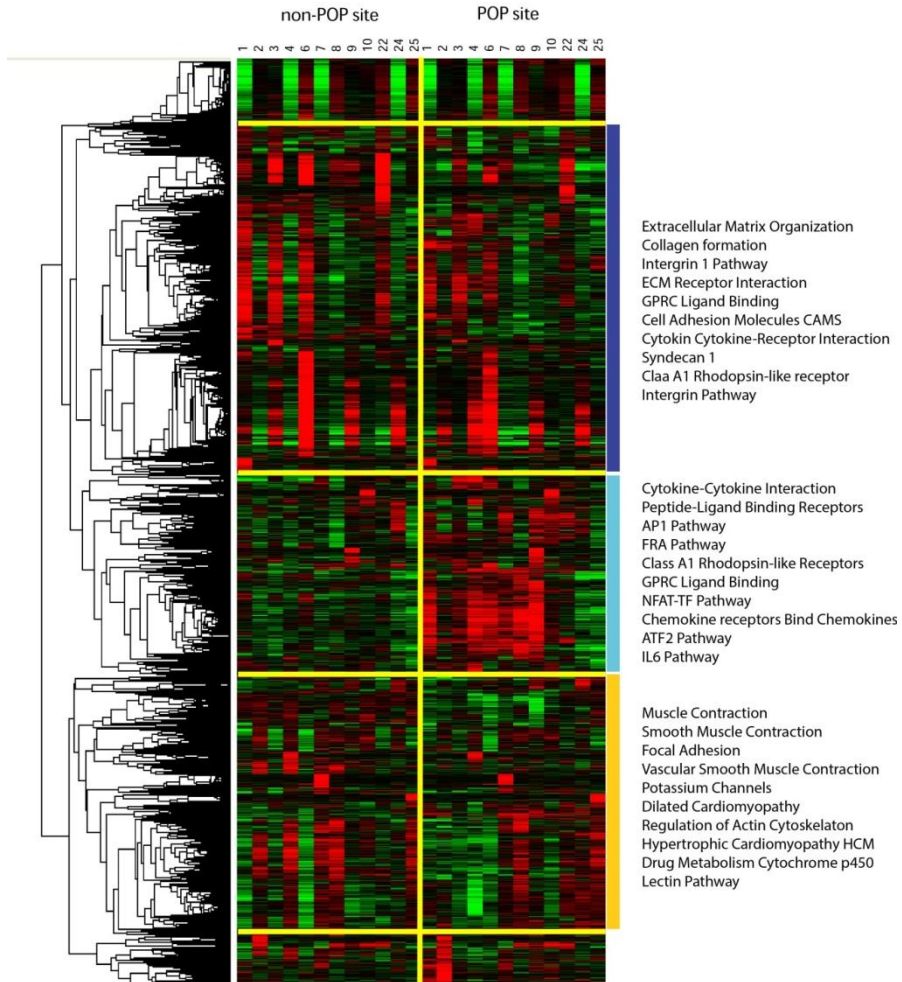 non-POP site
POP site
1 2 3 4 6 7 8 9 10 22 24 25
1 2 3 4 6 7 8 9 10 22 24 25
Extracellular Matrix Organization
Collagen formation
Intergrin 1 Pathway
ECM Receptor Interaction
GPRC Ligand Binding
Cell Adhesion Molecules CAMS
Cytokin Cytokine-Receptor Interaction
Syndecan 1
Claa A1 Rhodopsin-like receptor
Intergrin Pathway
Cytokine-Cytokine Interaction
Peptide-Ligand Binding Receptors
AP1 Pathway
FRA Pathway
Class A1 Rhodopsin-like Receptors
GPRC Ligand Binding
NFAT-TF Pathway
Chemokine receptors Bind Chemokines
ATF2 Pathway
IL6 Pathway
Muscle Contraction
Smooth Muscle Contraction
Focal Adhesion
Vascular Smooth Muscle Contraction
Potassium Channels
Dilated Cardiomyopathy
Regulation of Actin Cytoskelaton
Hypertrophic Cardiomyopathy HCM
Drug Metabolism Cytochrome p450
Lectin Pathway